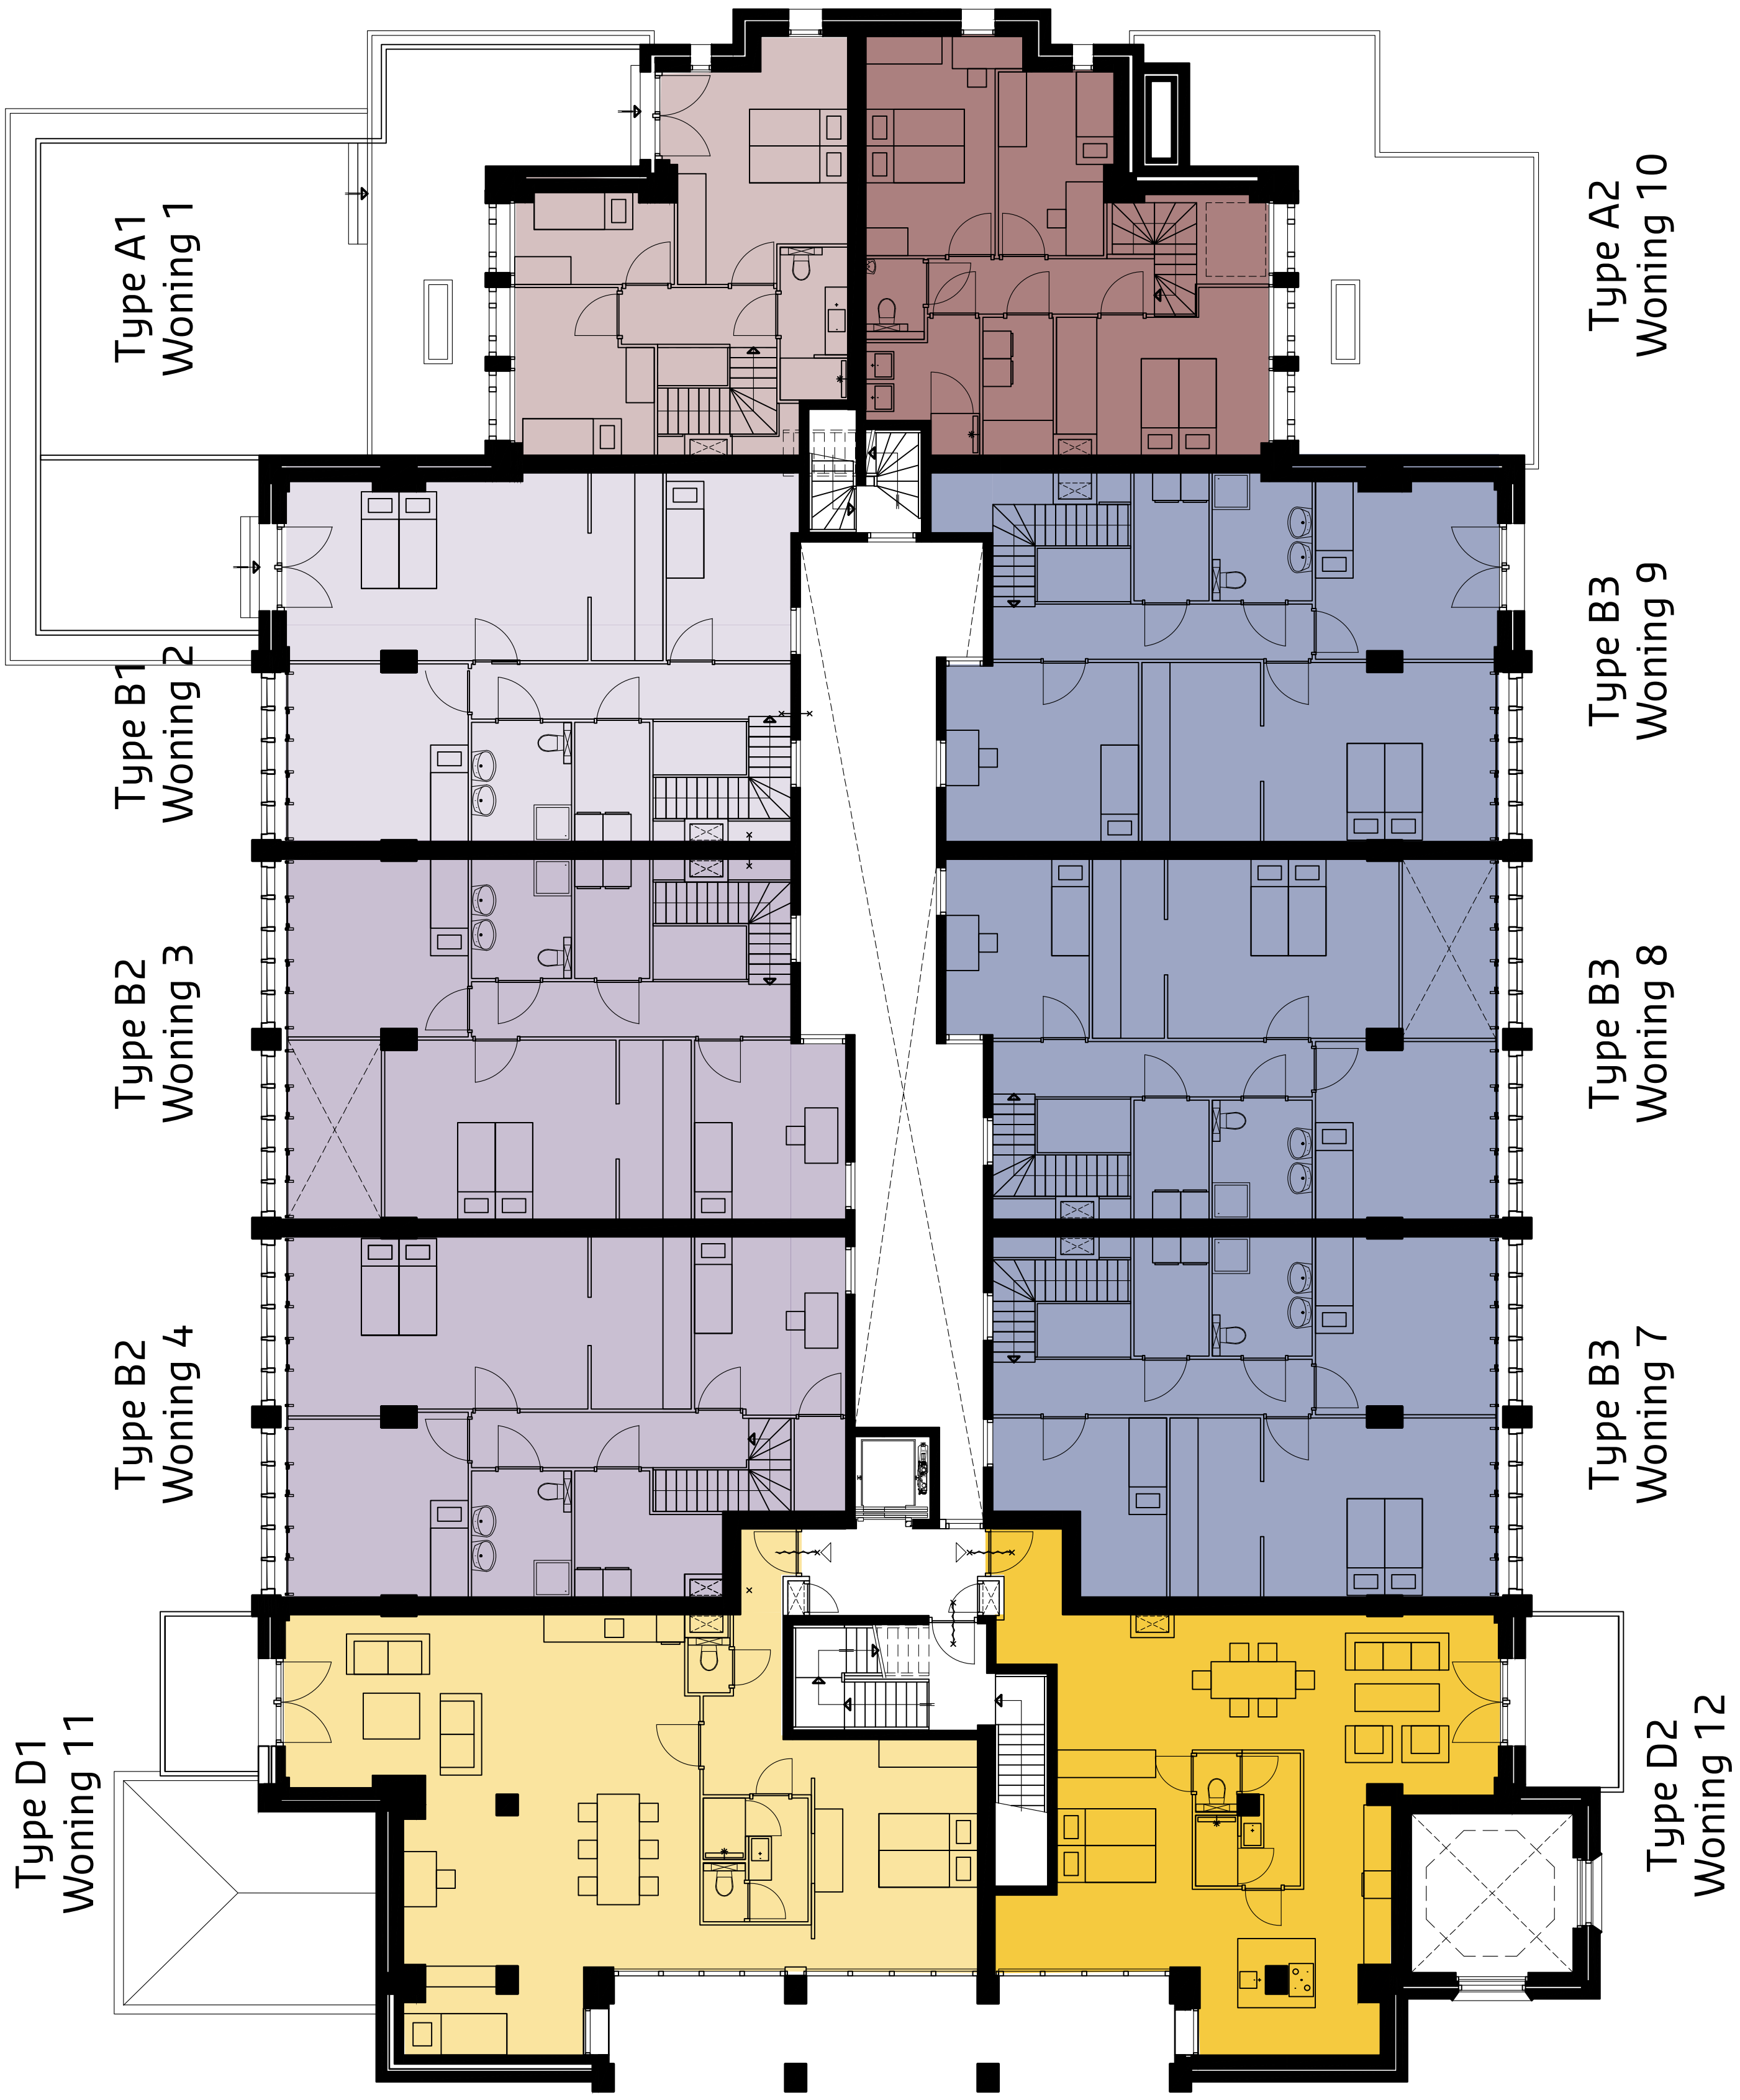 Type A1
Woning 1
Type A2
Woning 10
Type B1
Woning 2
Type B3
Woning 9
Type B2
Woning 3
Type B3
Woning 8
Type B2
Woning 4
Type B3
Woning 7
Type D1
Woning 11
Type D2
Woning 12